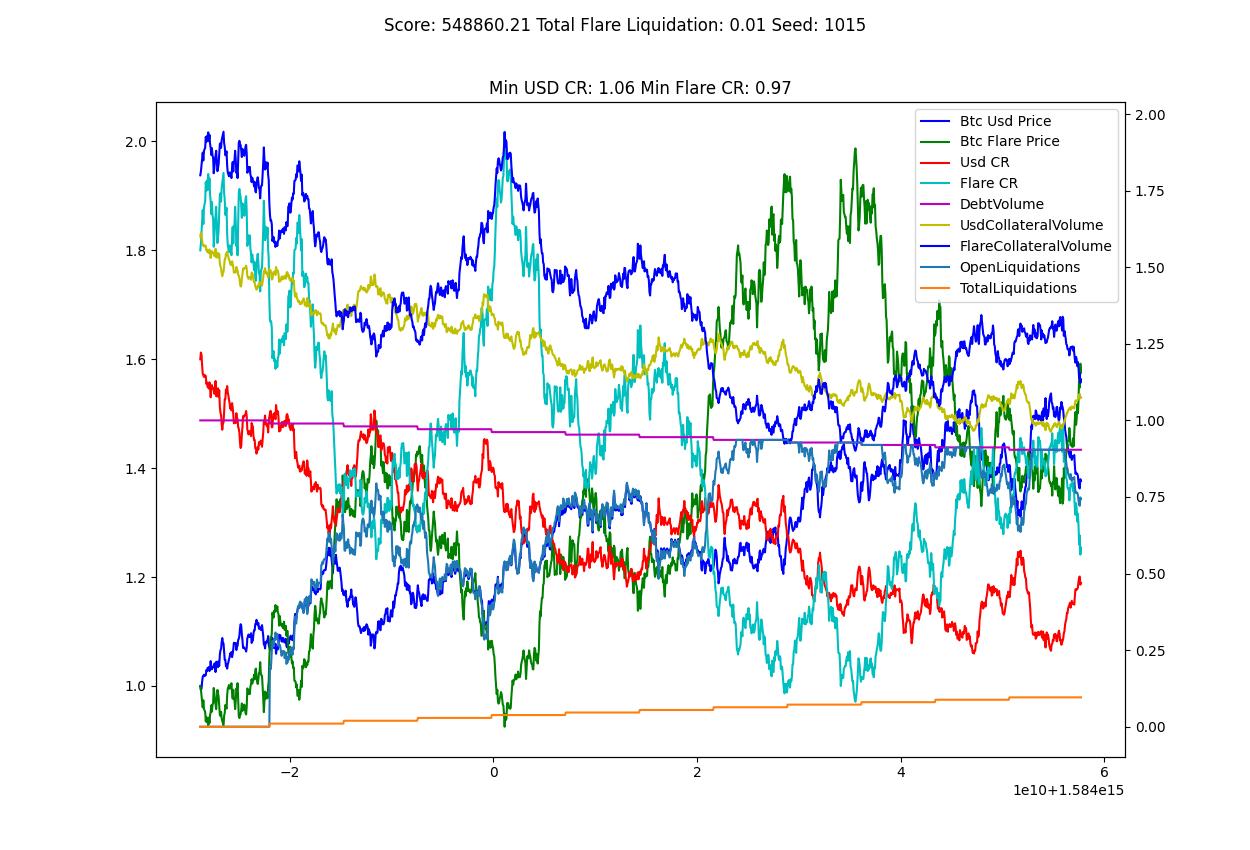 Score: 548860.21 Total Flare Liquidation: 0.01 Seed: 1015
Min USD CR: 1.06 Min Flare CR: 0.97
2.0
1.8
1.6
1.4
1.2
1.0
2.00
1.75
1.50
1.25
1.00
0.75
0.50
0.25
0.00
Btc Usd Price
Btc Flare Price
Usd CR
Flare CR
DebtVolume
UsdCollateralVolume
FlareCollateralVolume
OpenLiquidations
TotalLiquidations
−2 0 2 4 6
1e10+1.584e15